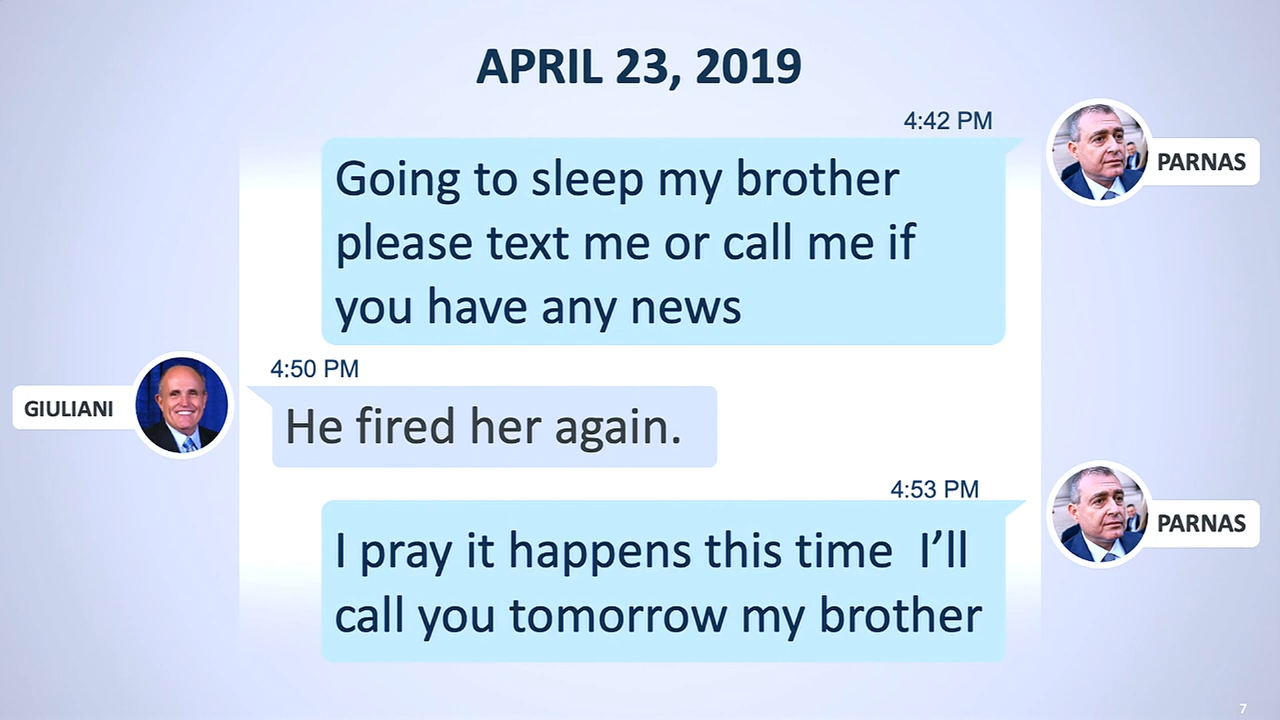 APRIL 23, 2019
4:42 PM
PARNAS
Going to sleep my brother
please text me or call me if
you have any news
4:50 PM
GIULIANI
He fired her again.
4:53 PM
PARNAS
I pray it happens this time  I’ll
call you tomorrow my brother
7